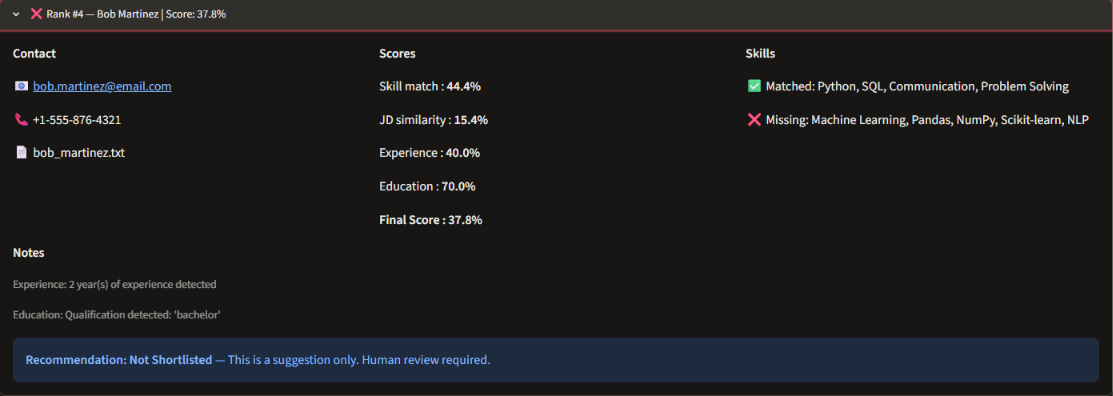 Rank #4 — Bob Martinez | Score: 37.8%
Contact
bob.martinez@email.com
+1-555-876-4321
bob_martinez.txt
Scores
Skill match : 44.4%
JD similarity : 15.4%
Experience : 40.0%
Education : 70.0%
Final Score : 37.8%
Skills
Matched: Python, SQL, Communication, Problem Solving
Missing: Machine Learning, Pandas, NumPy, Scikit-learn, NLP
Notes
Experience: 2 year(s) of experience detected
Education: Qualification detected: 'bachelor'
Recommendation: Not Shortlisted — This is a suggestion only. Human review required.